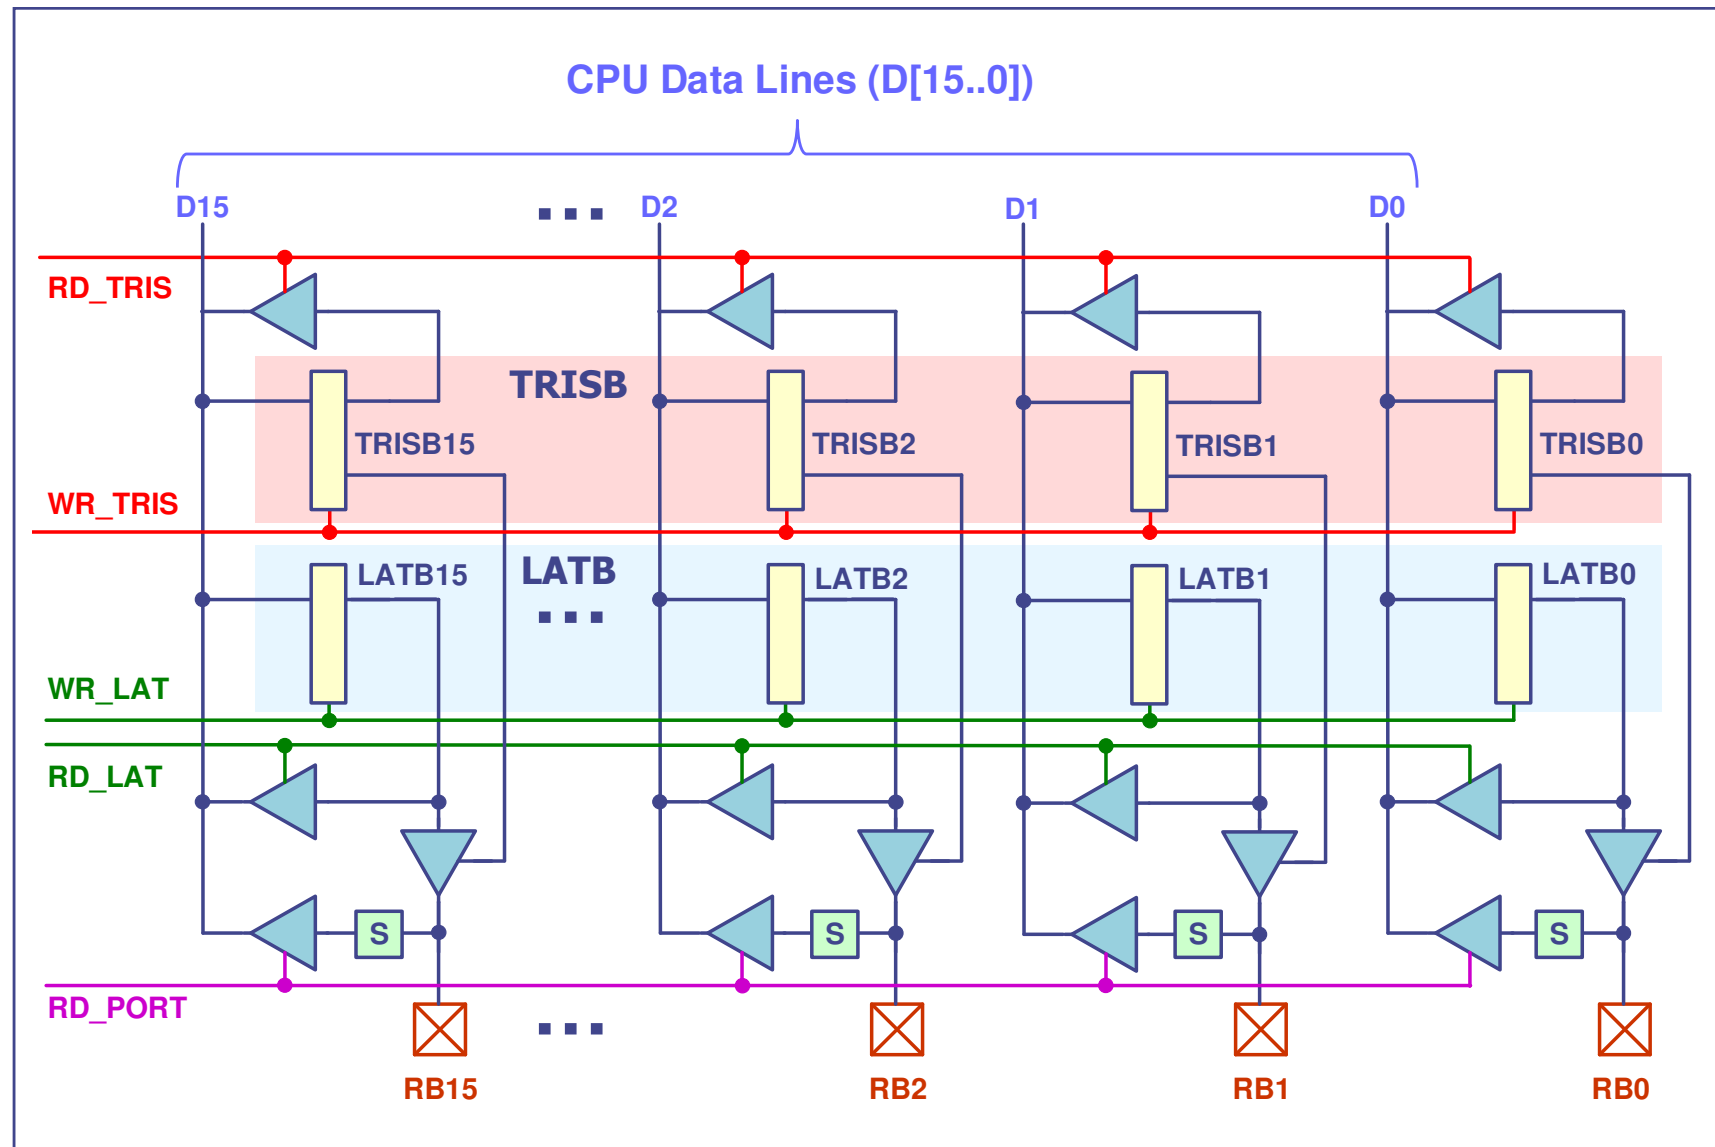 CPU Data Lines (D[15..0])
D15 ... D2 D1 D0
RD_TRIS
TRISB
TRISB15 TRISB2 TRISB1 TRISB0
WR_TRIS
LATB
LATB15 LATB2 LATB1 LATB0
...
WR_LAT
RD_LAT
S S S S
RD_PORT
...
RB15 RB2 RB1 RB0